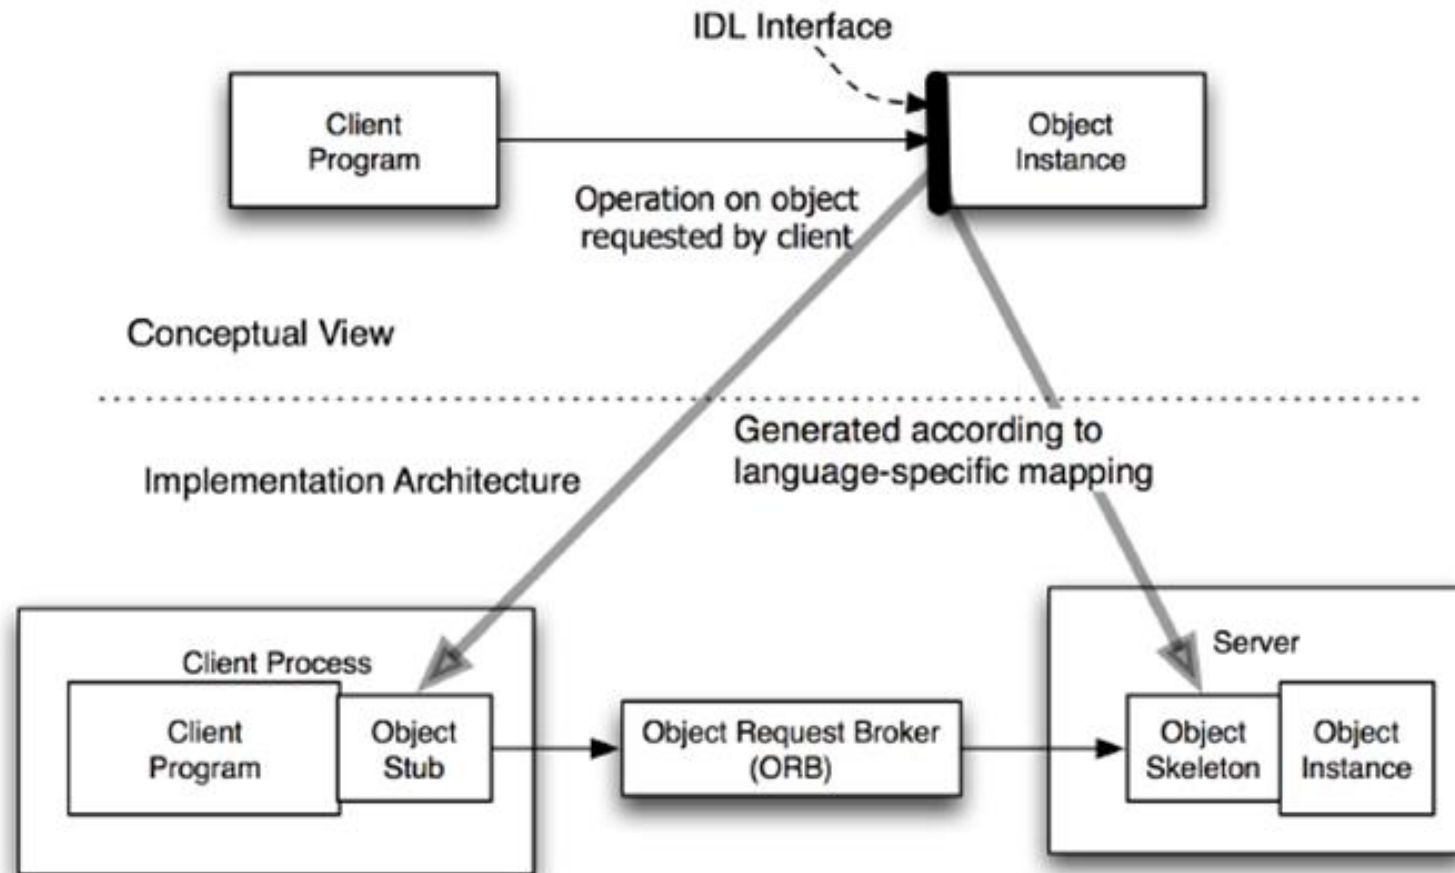 IDL Interface
Client
Program
Object
Instance
Operation on object
requested by client
Conceptual View
Generated according to
language-specific mapping
Implementation Architecture
Client Process
Client
Program
Object
Stub
Object Request Broker
(ORB)
Server
Object
Skeleton
Object
Instance